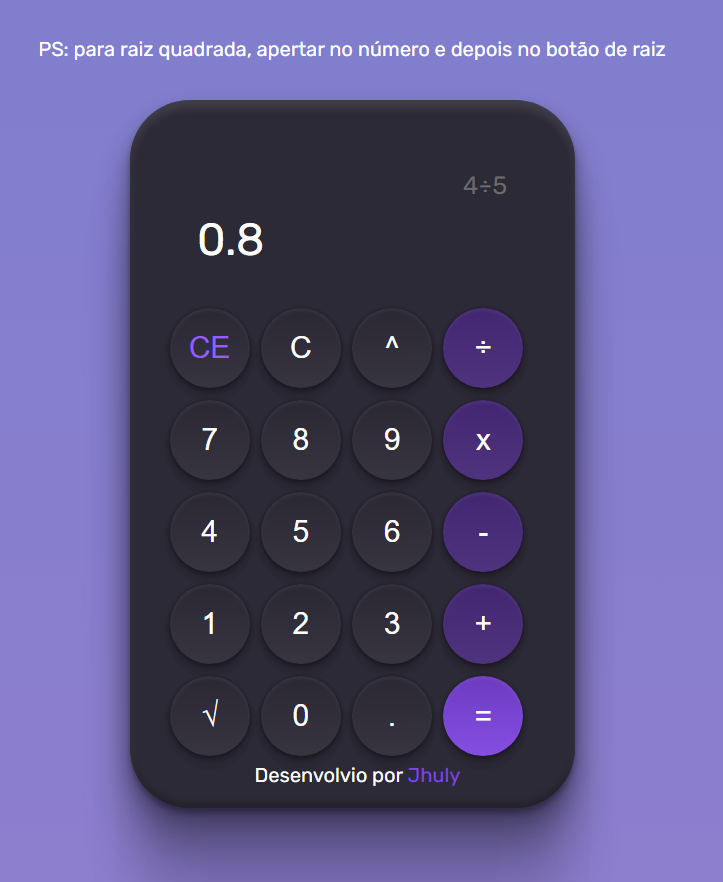 PS: para raiz quadrada, apertar no número e depois no botão de raiz
4÷5
0.8
CE C ^ ÷
7 8 9 x
4 5 6 -
1 2 3 +
√ 0 . =
Desenvolvio por Jhuly